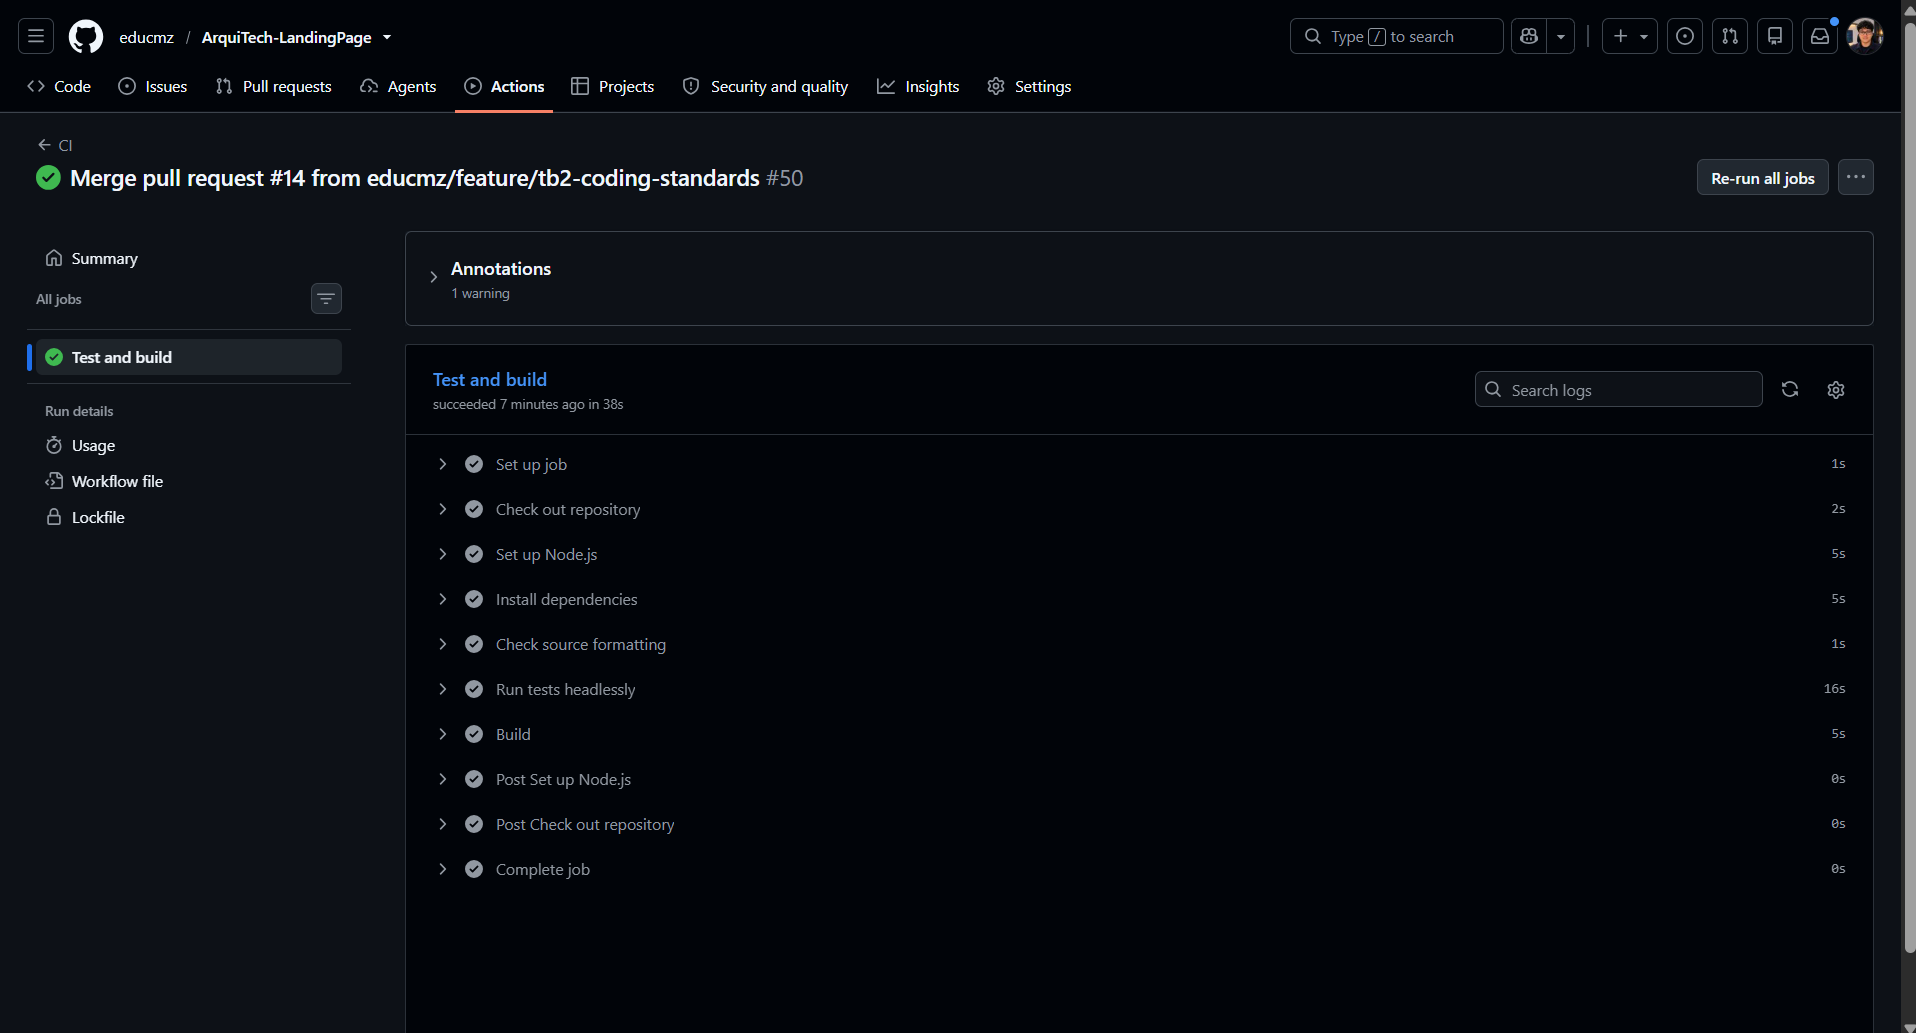 educmz / ArquiTech-LandingPage
Type / to search
Code
Issues
Pull requests
Agents
Actions
Projects
Security and quality
Insights
Settings
CI
Merge pull request #14 from educmz/feature/tb2-coding-standards #50
Re-run all jobs
Summary
All jobs
Test and build
Run details
Usage
Workflow file
Lockfile
Annotations
1 warning
Test and build
succeeded 7 minutes ago in 38s
Search logs
Set up job 1s
Check out repository 2s
Set up Node.js 5s
Install dependencies 5s
Check source formatting 1s
Run tests headlessly 16s
Build 5s
Post Set up Node.js 0s
Post Check out repository 0s
Complete job 0s